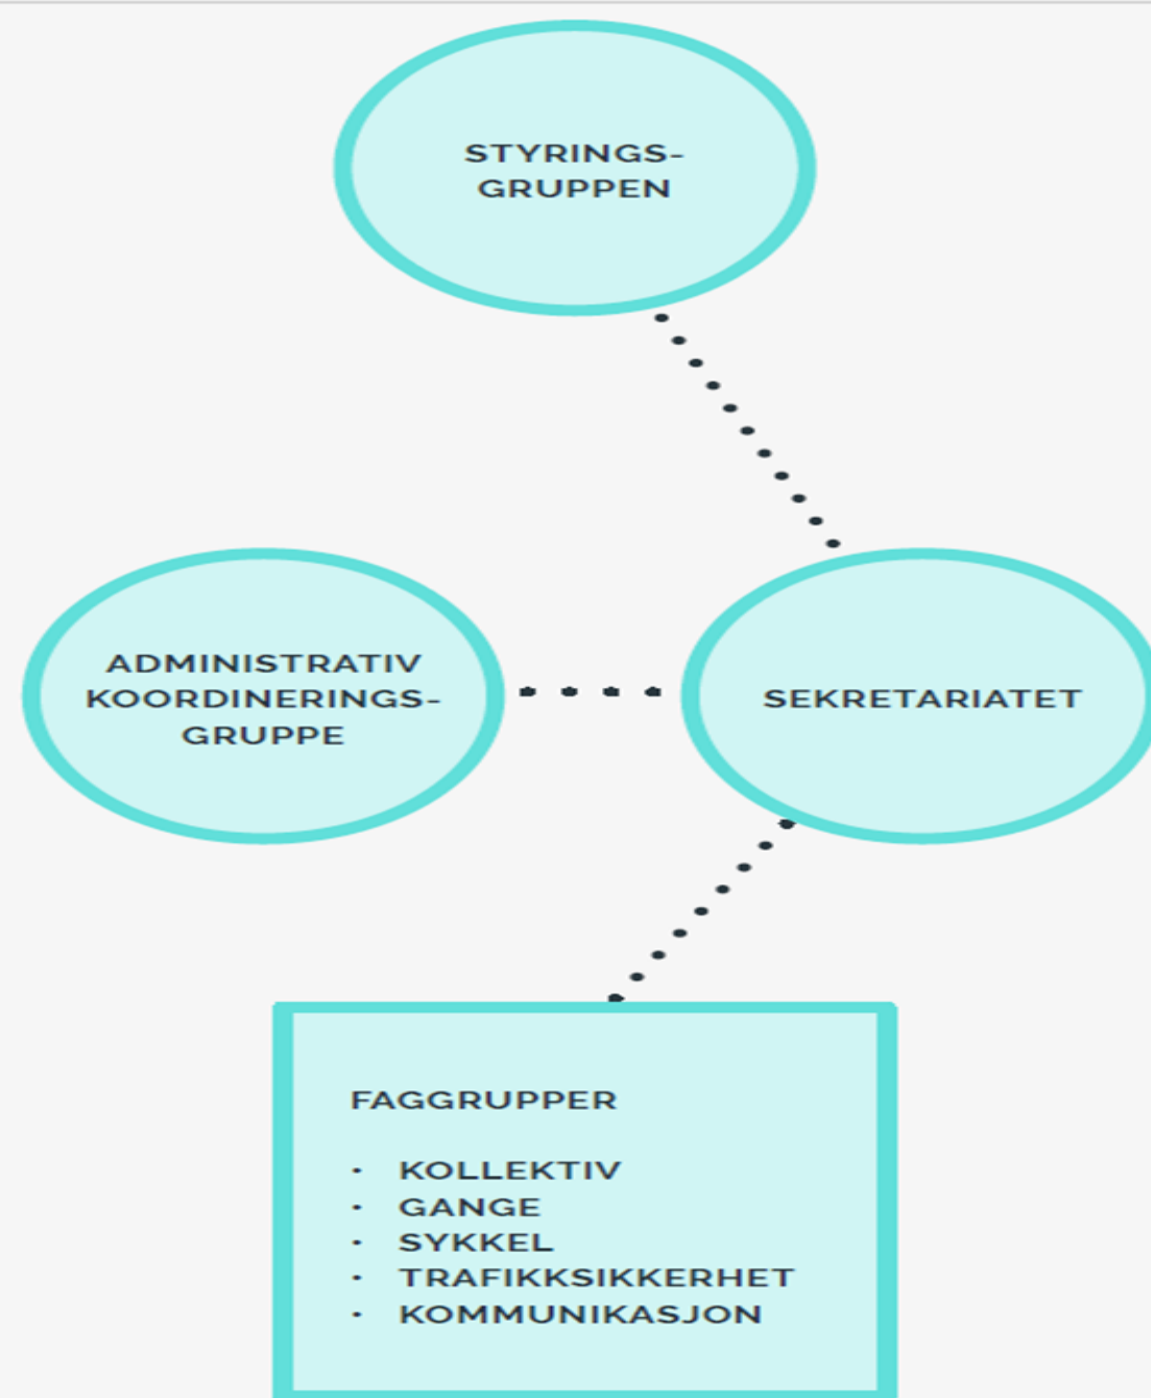 STYRINGS-
GRUPPEN
ADMINISTRATIV
KOORDINERINGS-
GRUPPE
SEKRETARIATET
FAGGRUPPER
• KOLLEKTIV
• GANGE
• SYKKEL
• TRAFIKKSIKKERHET
• KOMMUNIKASJON